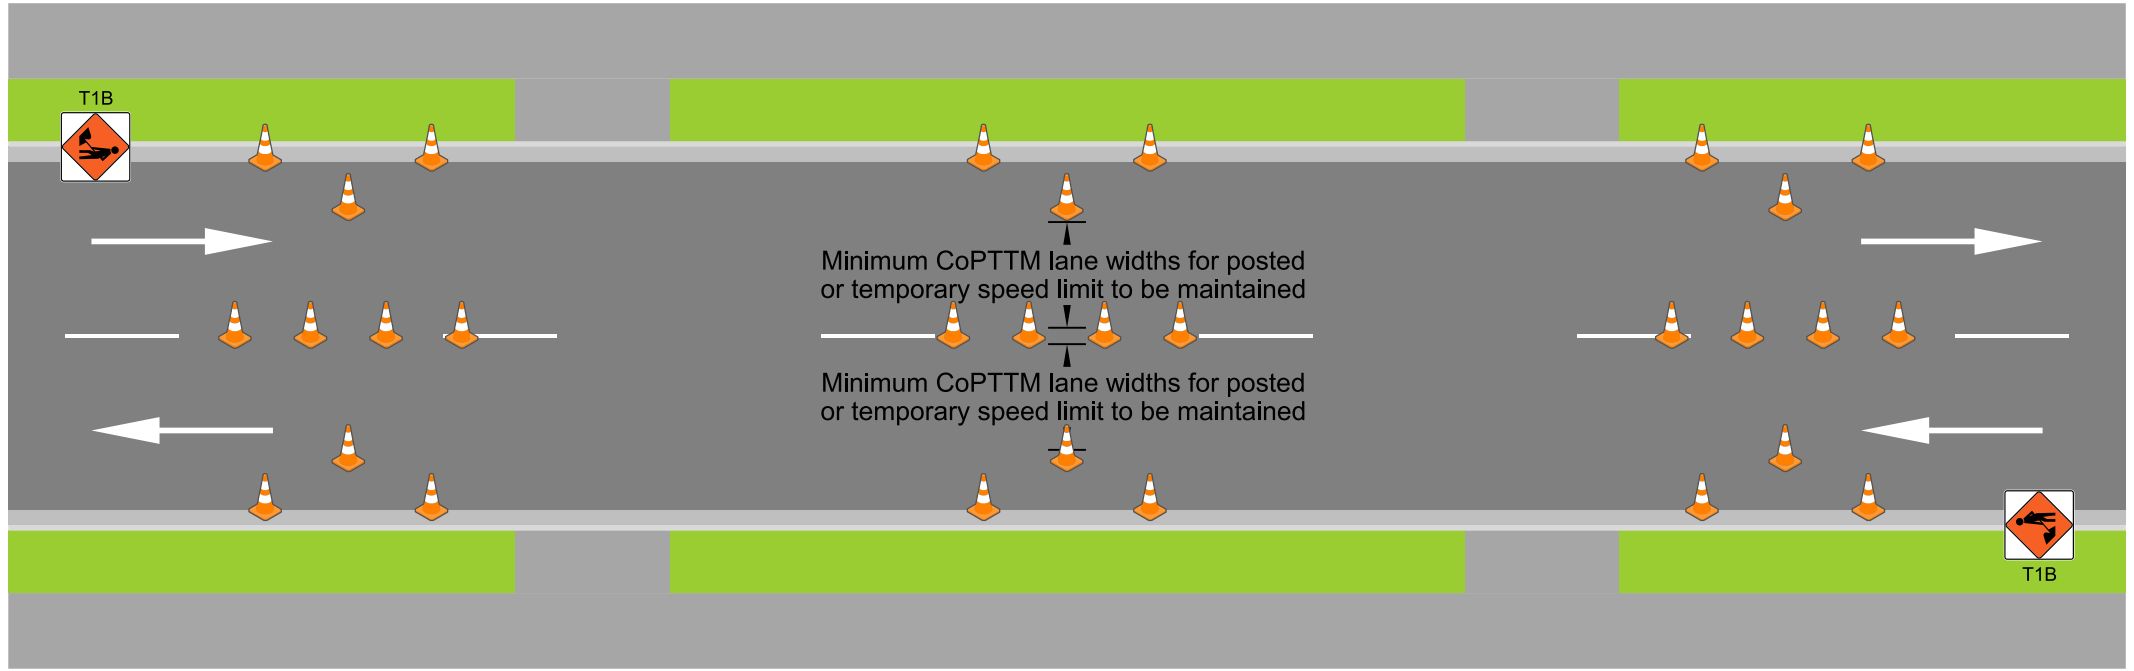 T1B
Minimum CoPTTM lane widths for posted
or temporary speed limit to be maintained
Minimum CoPTTM lane widths for posted
or temporary speed limit to be maintained
T1B